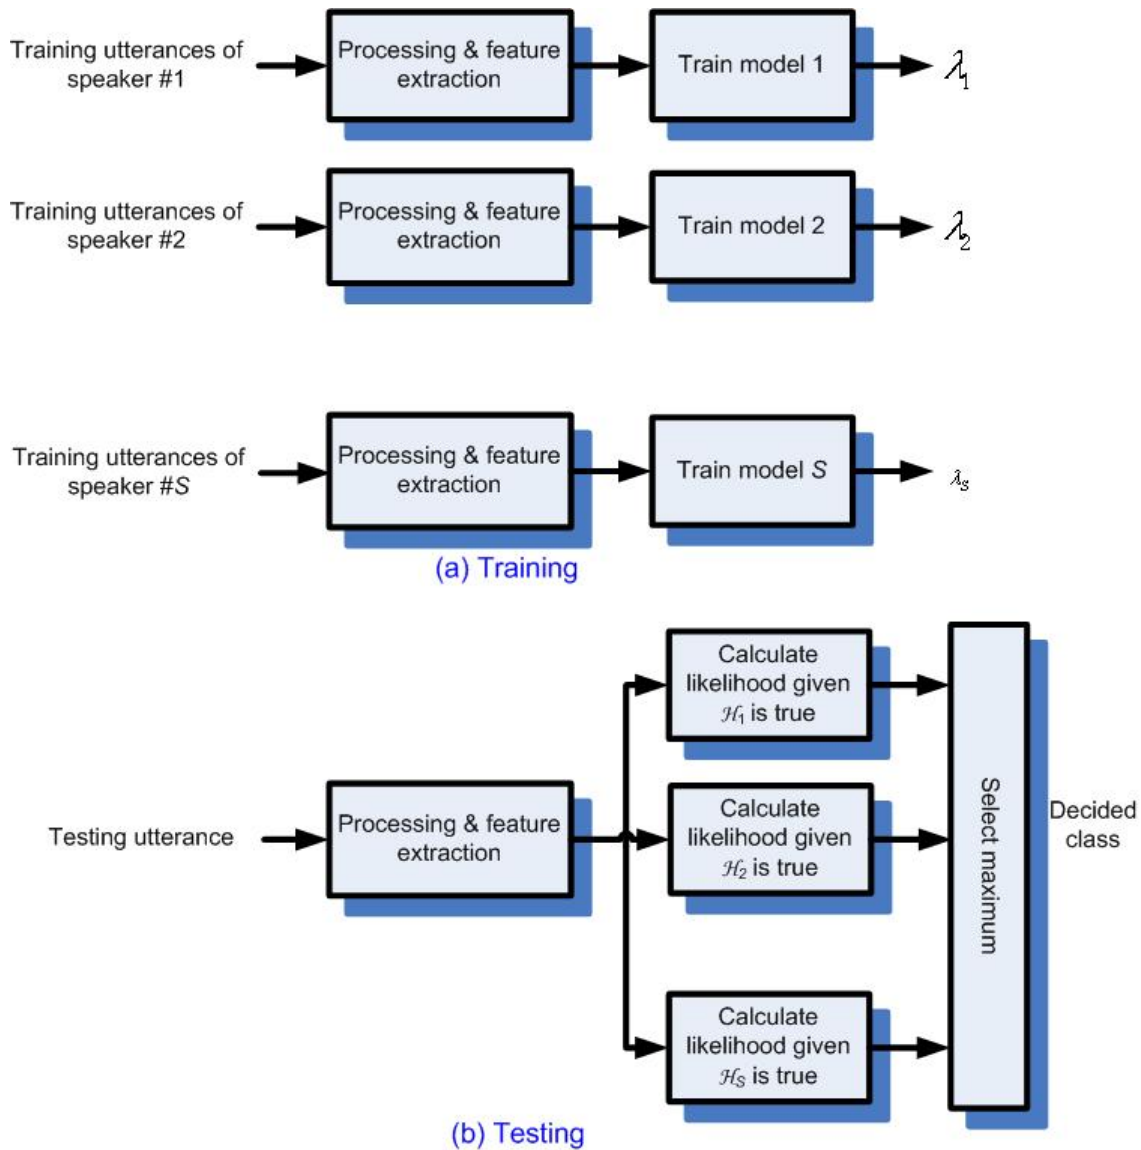 Training utterances of
speaker #1
Processing & feature
extraction
Train model 1
λ₁
Training utterances of
speaker #2
Processing & feature
extraction
Train model 2
λ₂
Training utterances of
speaker #S
Processing & feature
extraction
Train model S
λₛ
(a) Training
Testing utterance
Processing & feature
extraction
Calculate
likelihood given
ℋ₁ is true
Calculate
likelihood given
ℋ₂ is true
Calculate
likelihood given
ℋₛ is true
Select maximum
Decided
class
(b) Testing